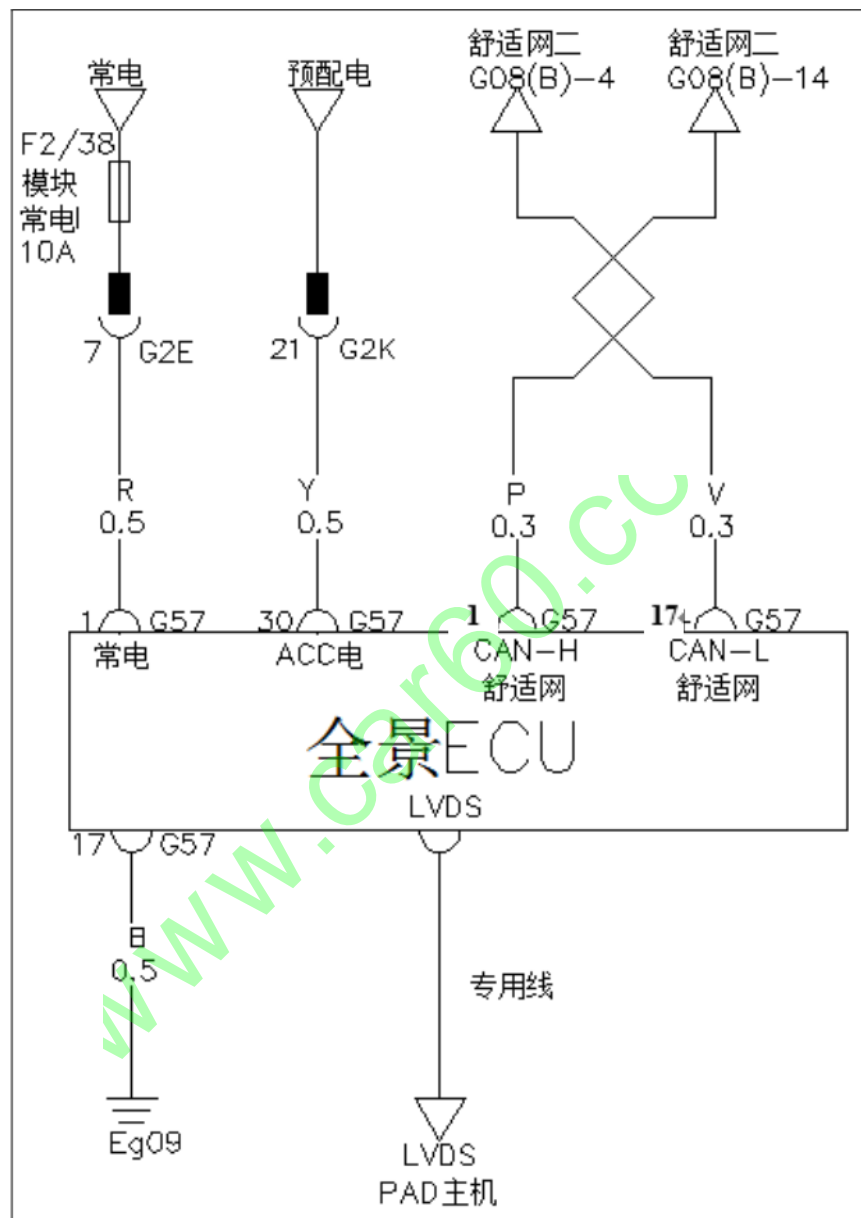 常电
预配电
舒适网二
G08(B)-4
舒适网二
G08(B)-14
F2/38
模块
常电I
10A
7 G2E
21 G2K
R
0.5
Y
0.5
P
0.3
V
0.3
1 G57
30 G57
1 G57
17 G57
常电
ACC电
CAN-H
舒适网
CAN-L
舒适网
全景ECU
LVDS
17 G57
B
0.5
专用线
Eg09
LVDS
PAD主机
www.car60.co